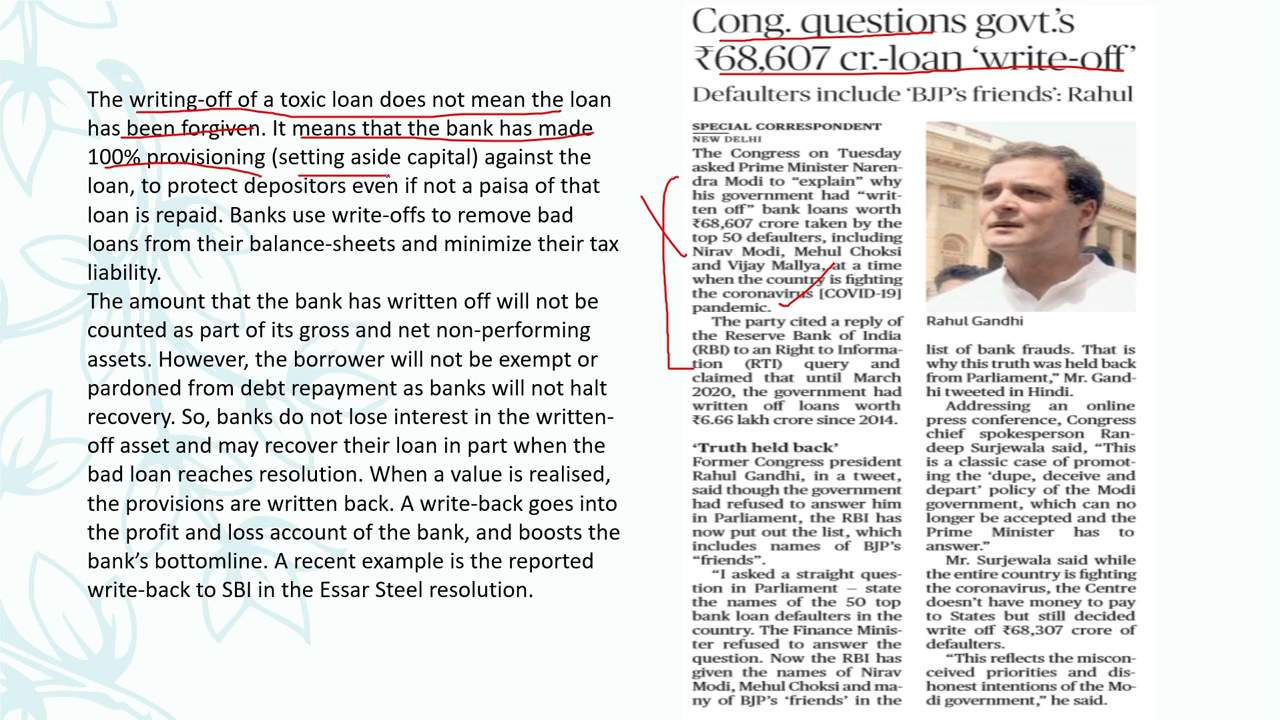 The writing-off of a toxic loan does not mean the loan
has been forgiven. It means that the bank has made
100% provisioning (setting aside capital) against the
loan, to protect depositors even if not a paisa of that
loan is repaid. Banks use write-offs to remove bad
loans from their balance-sheets and minimize their tax
liability.
The amount that the bank has written off will not be
counted as part of its gross and net non-performing
assets. However, the borrower will not be exempt or
pardoned from debt repayment as banks will not halt
recovery. So, banks do not lose interest in the written-
off asset and may recover their loan in part when the
bad loan reaches resolution. When a value is realised,
the provisions are written back. A write-back goes into
the profit and loss account of the bank, and boosts the
bank’s bottomline. A recent example is the reported
write-back to SBI in the Essar Steel resolution.
Cong. questions govt.’s
₹68,607 cr.-loan ‘write-off’
Defaulters include ‘BJP’s friends’: Rahul
SPECIAL CORRESPONDENT
NEW DELHI
The Congress on Tuesday
asked Prime Minister Naren-
dra Modi to “explain” why
his government had “writ-
ten off” bank loans worth
₹68,607 crore taken by the
top 50 defaulters, including
Nirav Modi, Mehul Choksi
and Vijay Mallya, at a time
when the country is fighting
the coronavirus [COVID-19]
pandemic.
The party cited a reply of
the Reserve Bank of India
(RBI) to an Right to Informa-
tion (RTI) query and
claimed that until March
2020, the government had
written off loans worth
₹6.66 lakh crore since 2014.
‘Truth held back’
Former Congress president
Rahul Gandhi, in a tweet,
said though the government
had refused to answer him
in Parliament, the RBI has
now put out the list, which
includes names of BJP’s
“friends”.
“I asked a straight ques-
tion in Parliament – state
the names of the 50 top
bank loan defaulters in the
country. The Finance Minis-
ter refused to answer the
question. Now the RBI has
given the names of Nirav
Modi, Mehul Choksi and ma-
ny of BJP’s ‘friends’ in the
Rahul Gandhi
list of bank frauds. That is
why this truth was held back
from Parliament,” Mr. Gand-
hi tweeted in Hindi.
Addressing an online
press conference, Congress
chief spokesperson Ran-
deep Surjewala said, “This
is a classic case of promot-
ing the ‘dupe, deceive and
depart’ policy of the Modi
government, which can no
longer be accepted and the
Prime Minister has to
answer.”
Mr. Surjewala said while
the entire country is fighting
the coronavirus, the Centre
doesn’t have money to pay
to States but still decided
write off ₹68,307 crore of
defaulters.
“This reflects the miscon-
ceived priorities and dis-
honest intentions of the Mo-
di government,” he said.